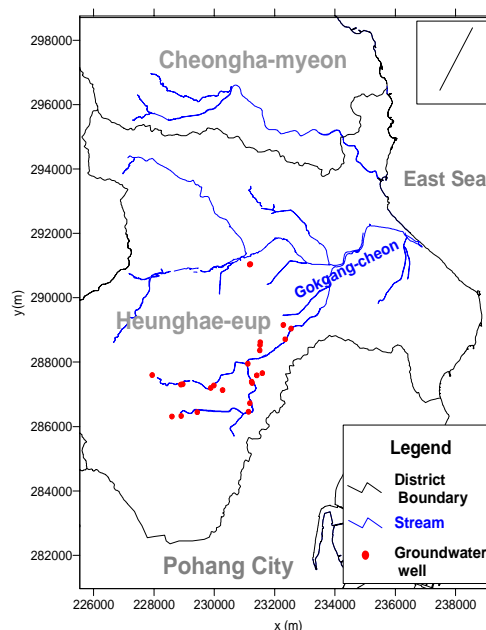 298000
Cheongha-myeon
296000
294000
East Sea
292000
Gokgang-cheon
290000
Heunghae-eup
288000
286000
Legend
District
Boundary
284000
Stream
Groundwater
well
282000
Pohang City
226000 228000 230000 232000 234000 236000 238000
x (m)
y(m)